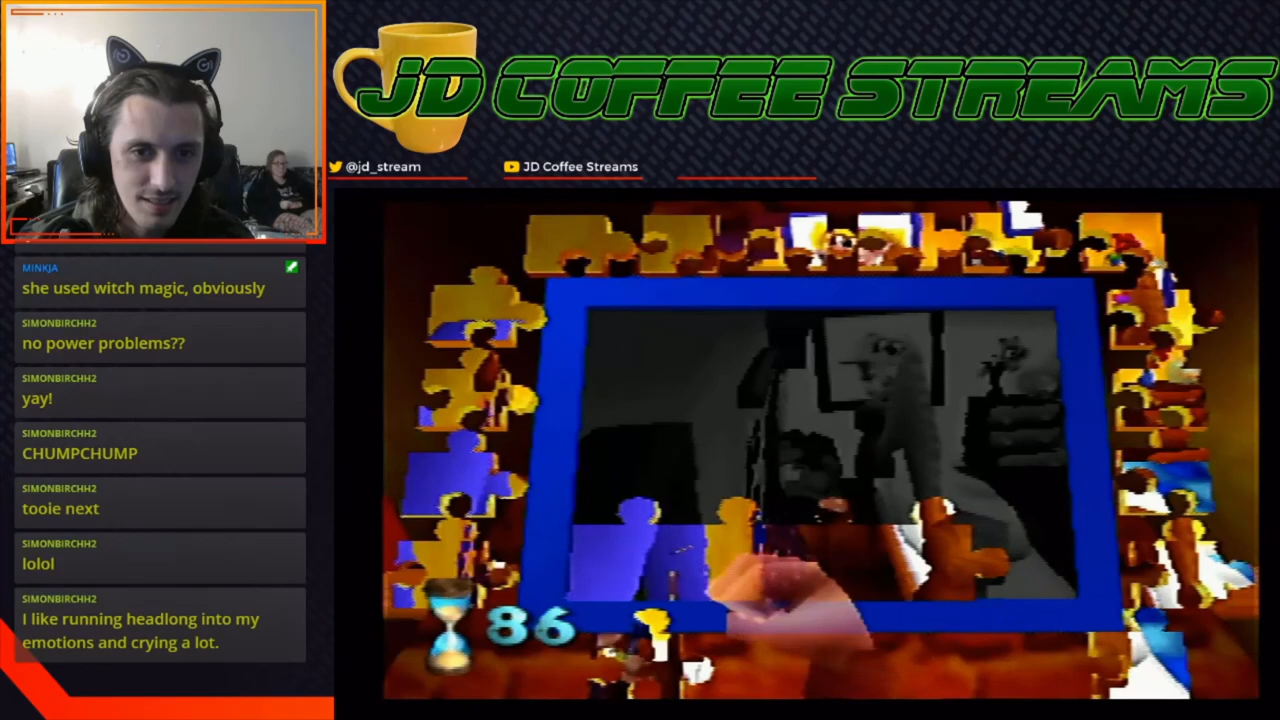 JD COFFEE STREAMS
@jd_stream
JD Coffee Streams
MINKJA
she used witch magic, obviously
SIMONBIRCHH2
no power problems??
SIMONBIRCHH2
yay!
SIMONBIRCHH2
CHUMPCHUMP
SIMONBIRCHH2
tooie next
SIMONBIRCHH2
lolol
SIMONBIRCHH2
I like running headlong into my
emotions and crying a lot.
86